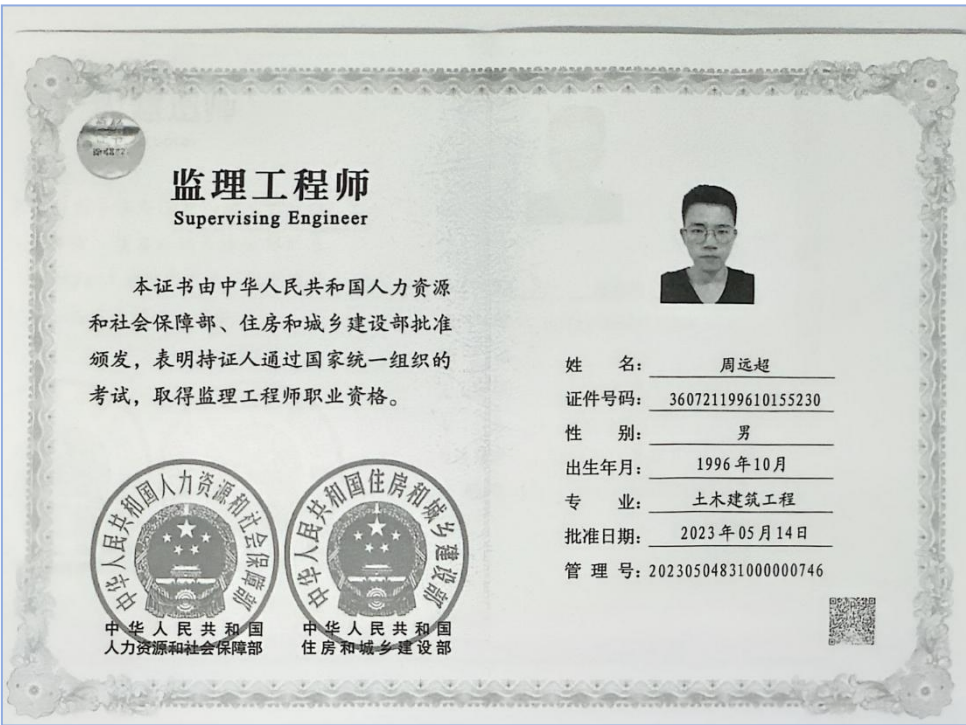 监理工程师
Supervising Engineer
本证书由中华人民共和国人力资源
和社会保障部、住房和城乡建设部批准
颁发，表明持证人通过国家统一组织的
考试，取得监理工程师职业资格。
中华人民共和国人力资源和社会保障部
中华人民共和国
人力资源和社会保障部
中华人民共和国住房和城乡建设部
中华人民共和国
住房和城乡建设部
姓 名：周远超
证件号码：360721199610155230
性 别：男
出生年月：1996年10月
专 业：土木建筑工程
批准日期：2023年05月14日
管 理 号：20230504831000000746